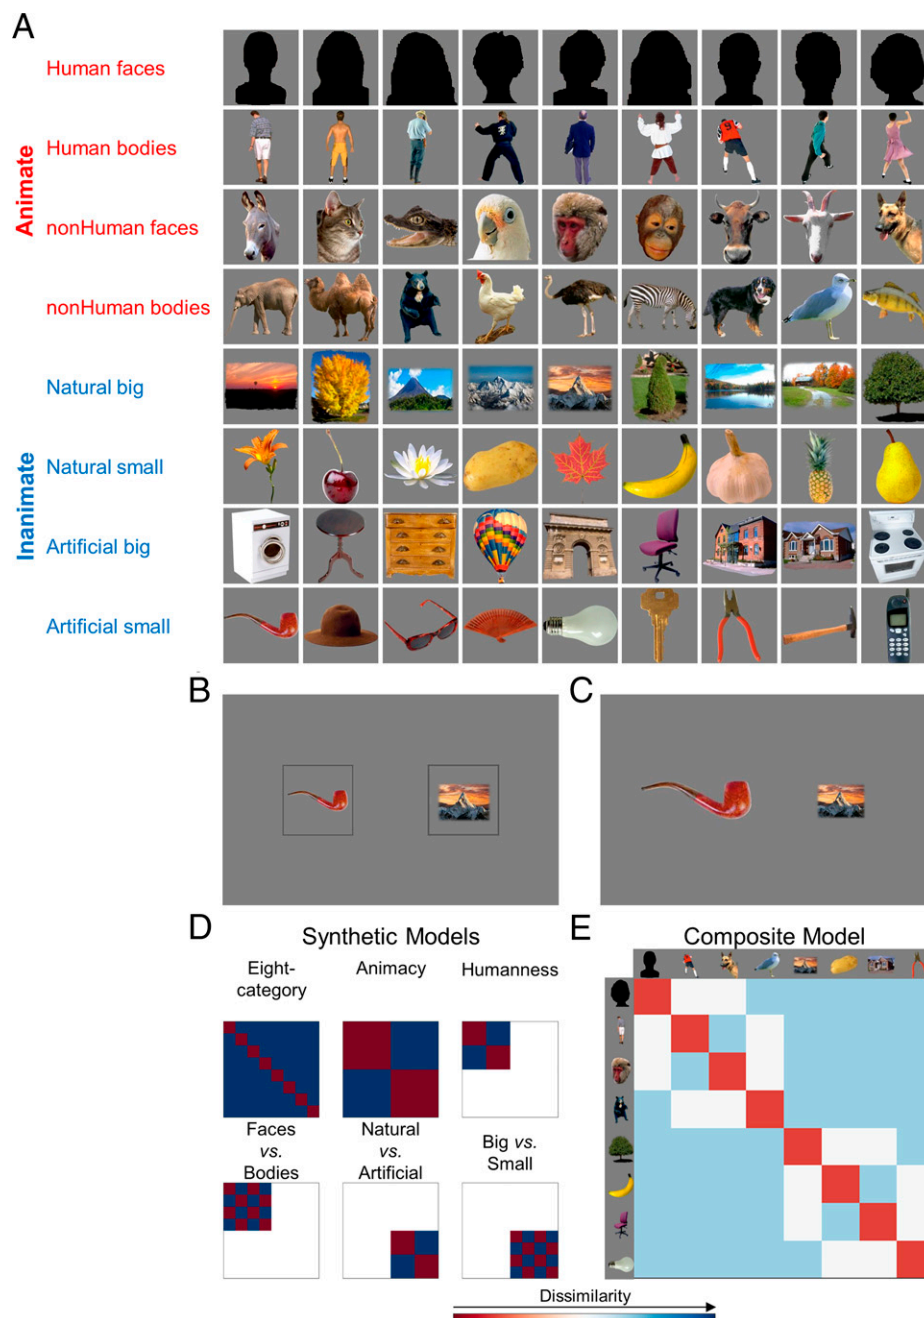 A
Animate
Human faces
Human bodies
nonHuman faces
nonHuman bodies
Inanimate
Natural big
Natural small
Artificial big
Artificial small
B
C
D
Synthetic Models
Eight-
category
Animacy
Humanness
Faces
vs.
Bodies
Natural
vs.
Artificial
Big vs.
Small
E
Composite Model
Dissimilarity